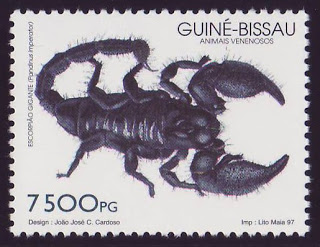 GUINÉ-BISSAU
ANIMAIS VENENOSOS
ESCORPIÃO GIGANTE (Pandinus imperator)
7500PG
Design : João José C. Cardoso
Imp : Lito Maia 97